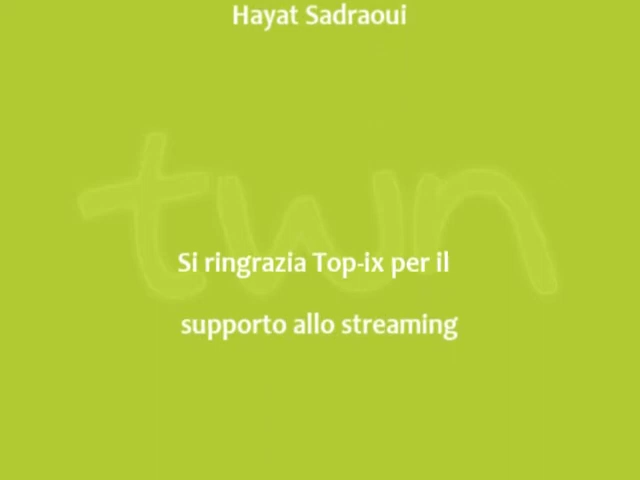 Hayat Sadraoui
twn
Si ringrazia Top-ix per il
supporto allo streaming